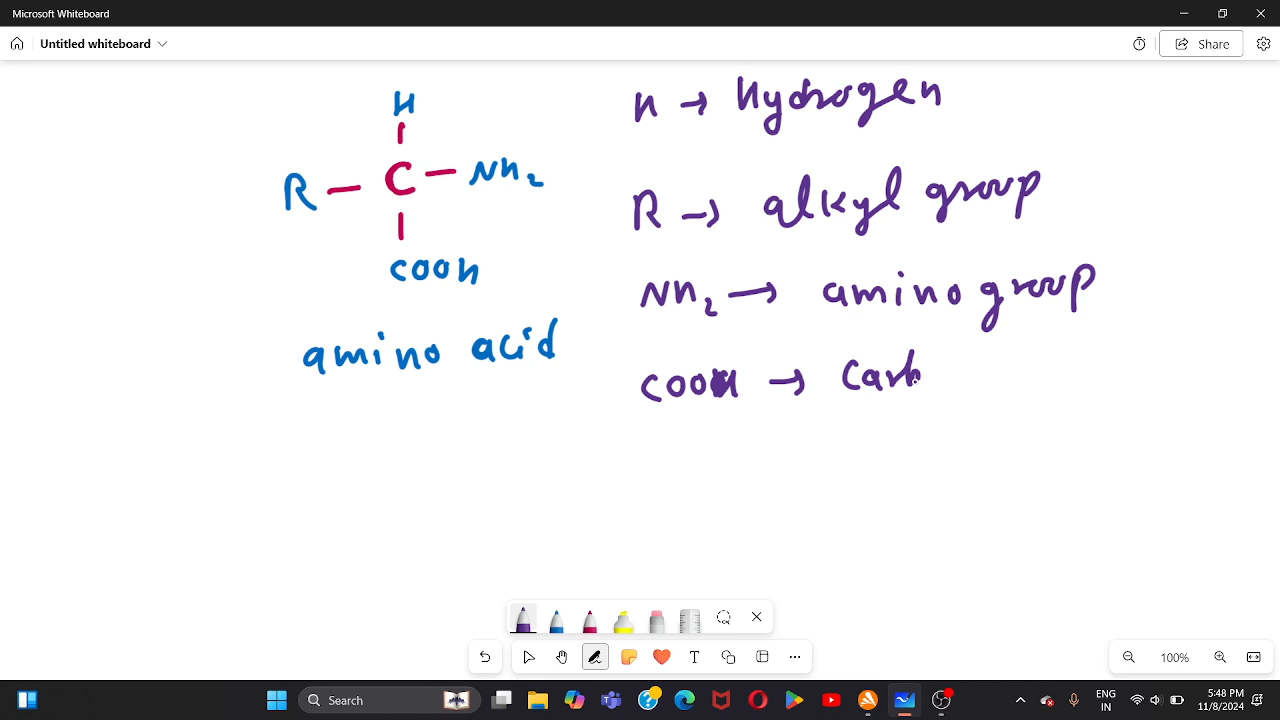 Microsoft Whiteboard
Untitled whiteboard
Share
H
R - C - NH2
COOH
amino acid
H → Hydrogen
R → alkyl group
NH2 → amino group
COOH → Carb
100%
Search
ENG
IN
5:48 PM
11/8/2024